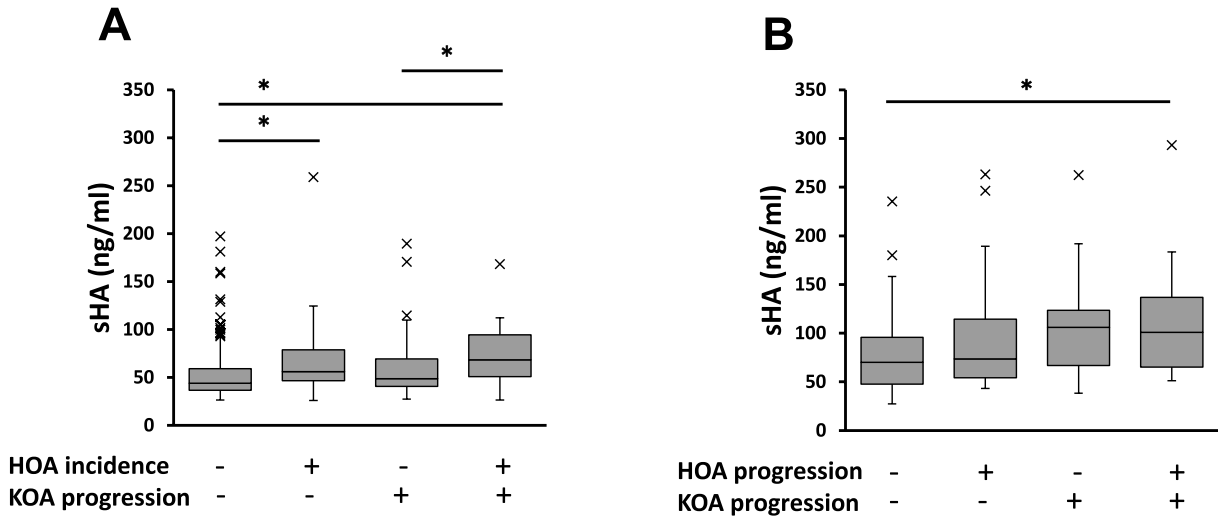 A
*
*
*
350
300
250
200
150
100
50
0
sHA (ng/ml)
HOA incidence - + - +
KOA progression - - + +
B
*
350
300
250
200
150
100
50
0
sHA (ng/ml)
HOA progression - + - +
KOA progression - - + +